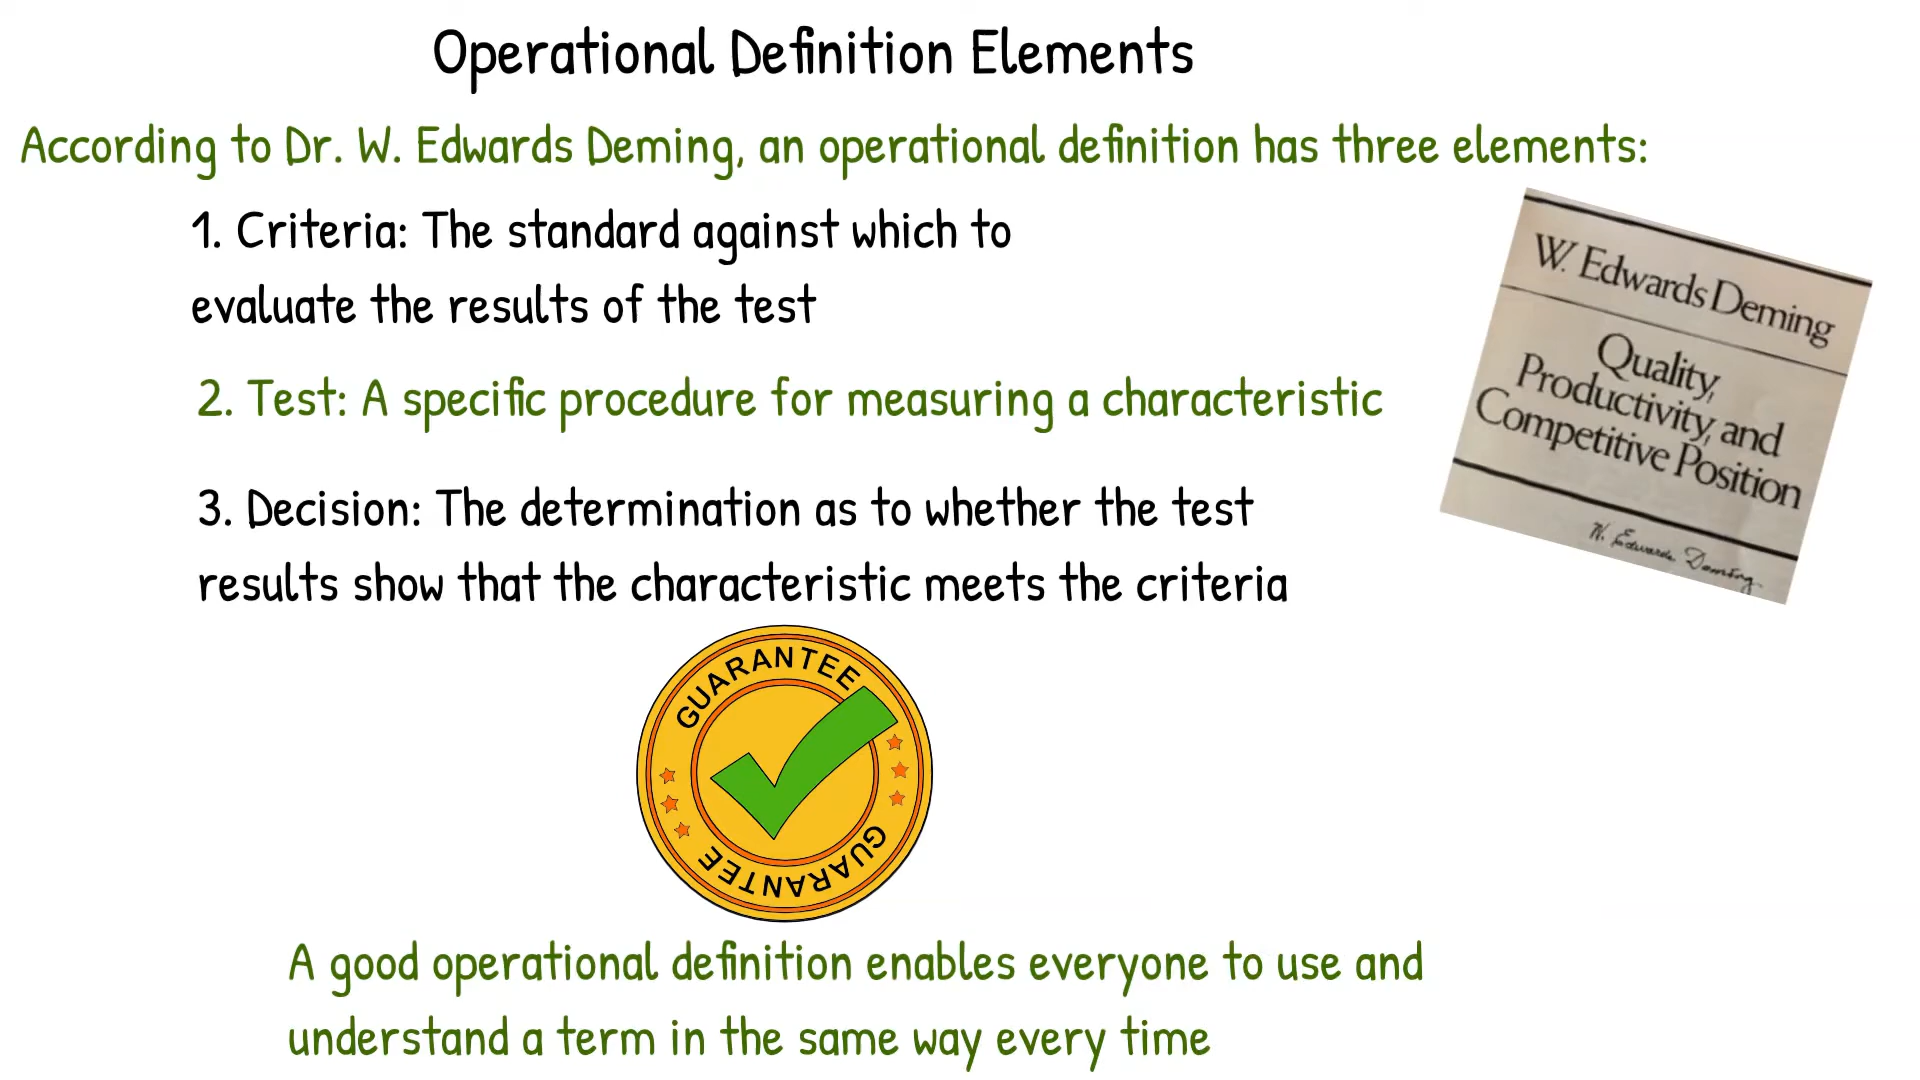 Operational Definition Elements
According to Dr. W. Edwards Deming, an operational definition has three elements:
1. Criteria: The standard against which to
evaluate the results of the test
2. Test: A specific procedure for measuring a characteristic
3. Decision: The determination as to whether the test
results show that the characteristic meets the criteria
W. Edwards Deming
Quality,
Productivity, and
Competitive Position
W. Edwards Deming
GUARANTEE
GUARANTEE
A good operational definition enables everyone to use and
understand a term in the same way every time